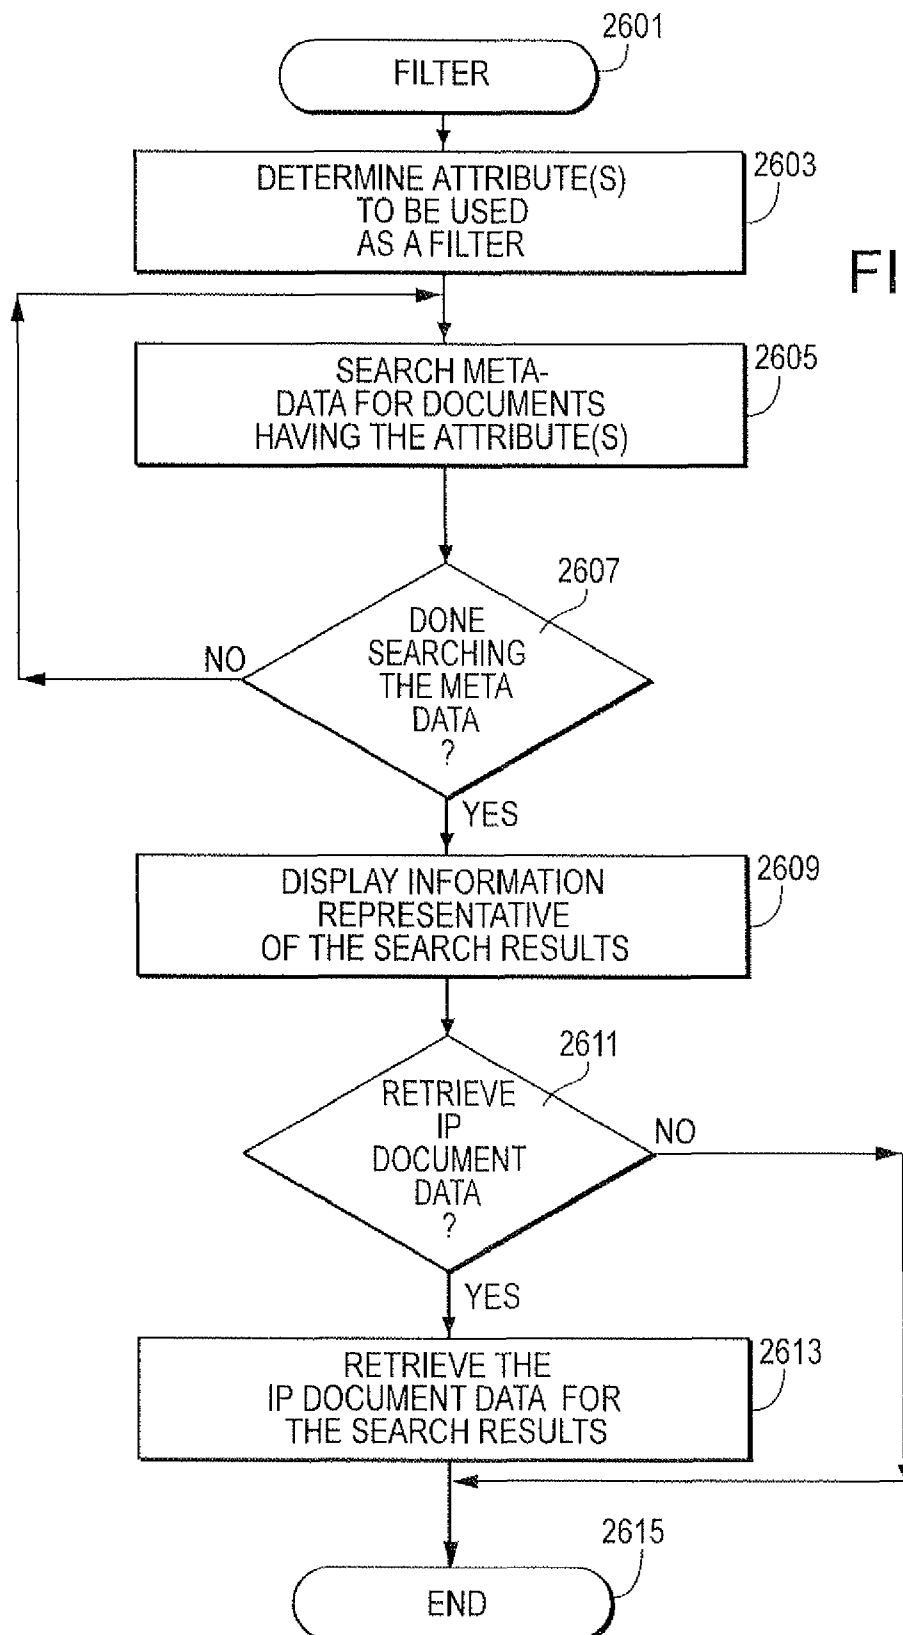 2601
FILTER
2603
DETERMINE ATTRIBUTE(S)
TO BE USED
AS A FILTER
FI
2605
SEARCH META-
DATA FOR DOCUMENTS
HAVING THE ATTRIBUTE(S)
2607
DONE
SEARCHING
THE META
DATA
?
NO
YES
2609
DISPLAY INFORMATION
REPRESENTATIVE
OF THE SEARCH RESULTS
2611
RETRIEVE
IP
DOCUMENT
DATA
?
NO
YES
2613
RETRIEVE THE
IP DOCUMENT DATA FOR
THE SEARCH RESULTS
2615
END